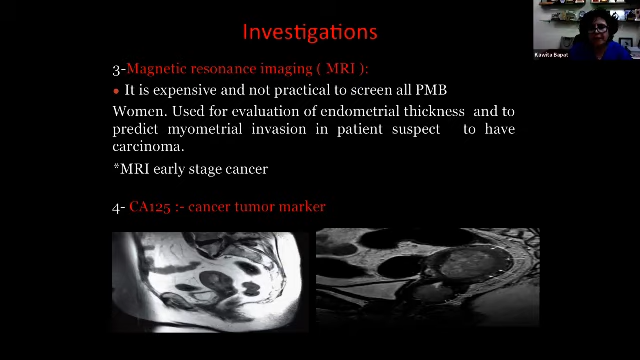 Investigations
Kawita Bapat
3-Magnetic resonance imaging ( MRI ):
• It is expensive and not practical to screen all PMB
Women. Used for evaluation of endometrial thickness and to
predict myometrial invasion in patient suspect to have
carcinoma.
*MRI early stage cancer
4- CA125 :- cancer tumor marker